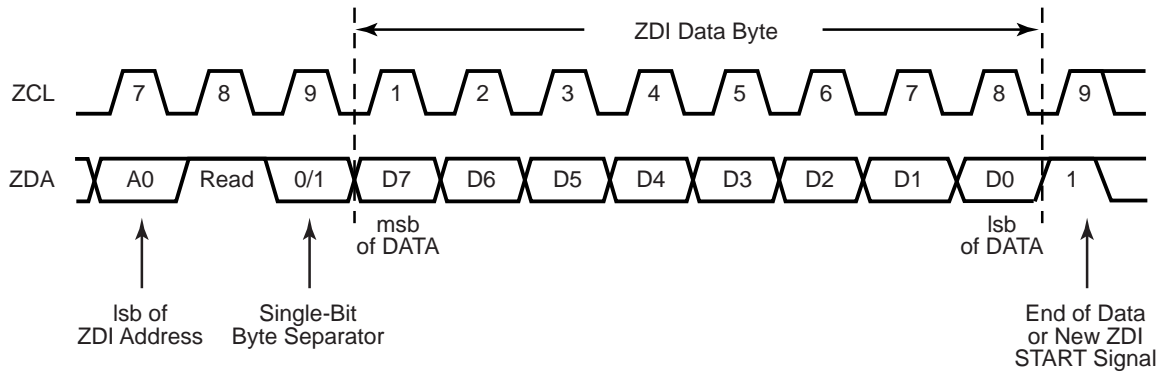 ZDI Data Byte
ZCL 7 8 9 1 2 3 4 5 6 7 8 9
ZDA A0 Read 0/1 D7 D6 D5 D4 D3 D2 D1 D0 1
msb
of DATA
lsb
of DATA
lsb of
ZDI Address
Single-Bit
Byte Separator
End of Data
or New ZDI
START Signal